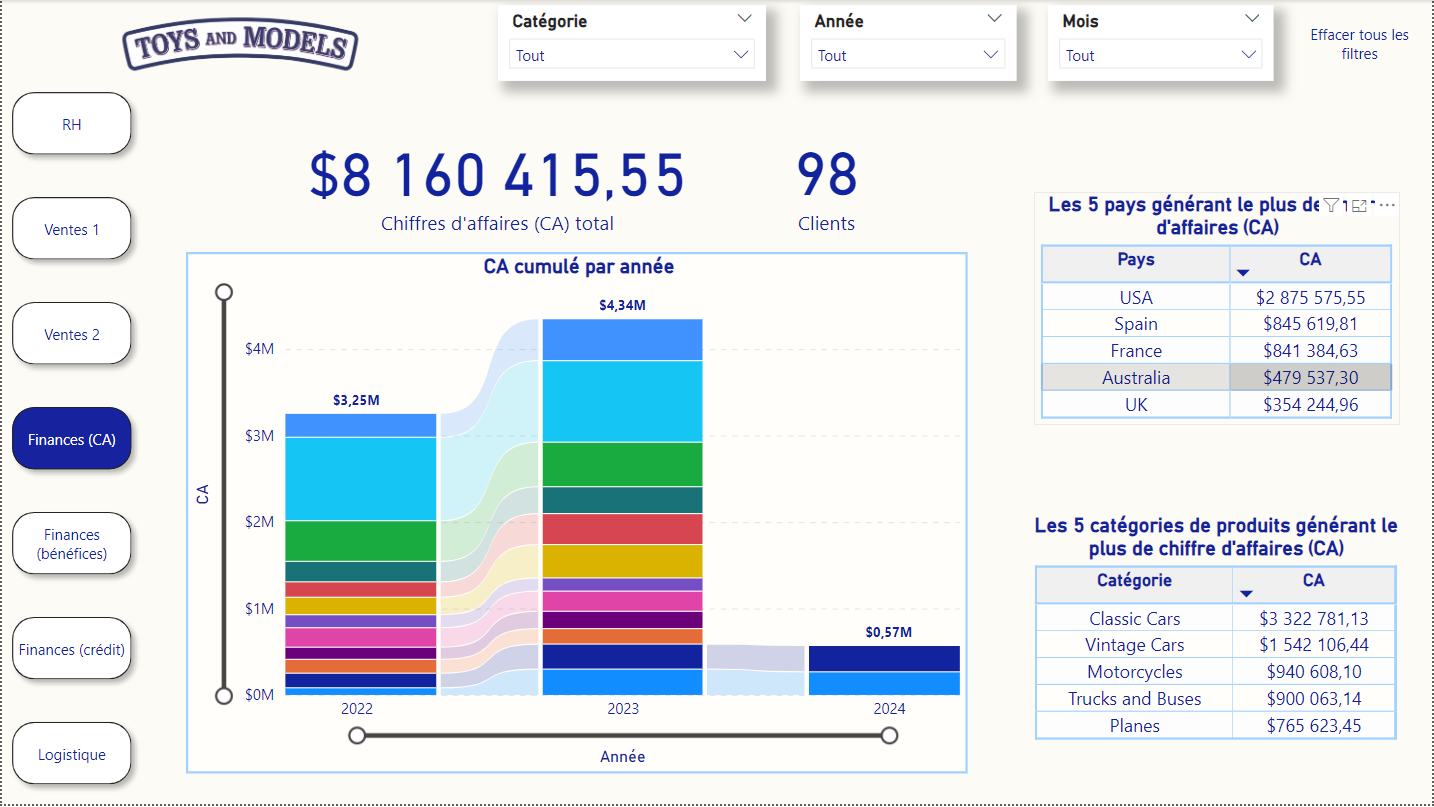 TOYS AND MODELS
Catégorie
Tout
Année
Tout
Mois
Tout
Effacer tous les
filtres
RH
Ventes 1
Ventes 2
Finances (CA)
Finances
(bénéfices)
Finances (crédit)
Logistique
$8 160 415,55
Chiffres d'affaires (CA) total
98
Clients
CA cumulé par année
$4,34M
$4M
$3,25M
$3M
$2M
$1M
$0,57M
$0M
CA
2022 2023 2024
Année
Les 5 pays générant le plus
d'affaires (CA)
Pays CA
USA $2 875 575,55
Spain $845 619,81
France $841 384,63
Australia $479 537,30
UK $354 244,96
Les 5 catégories de produits générant le
plus de chiffre d'affaires (CA)
Catégorie CA
Classic Cars $3 322 781,13
Vintage Cars $1 542 106,44
Motorcycles $940 608,10
Trucks and Buses $900 063,14
Planes $765 623,45